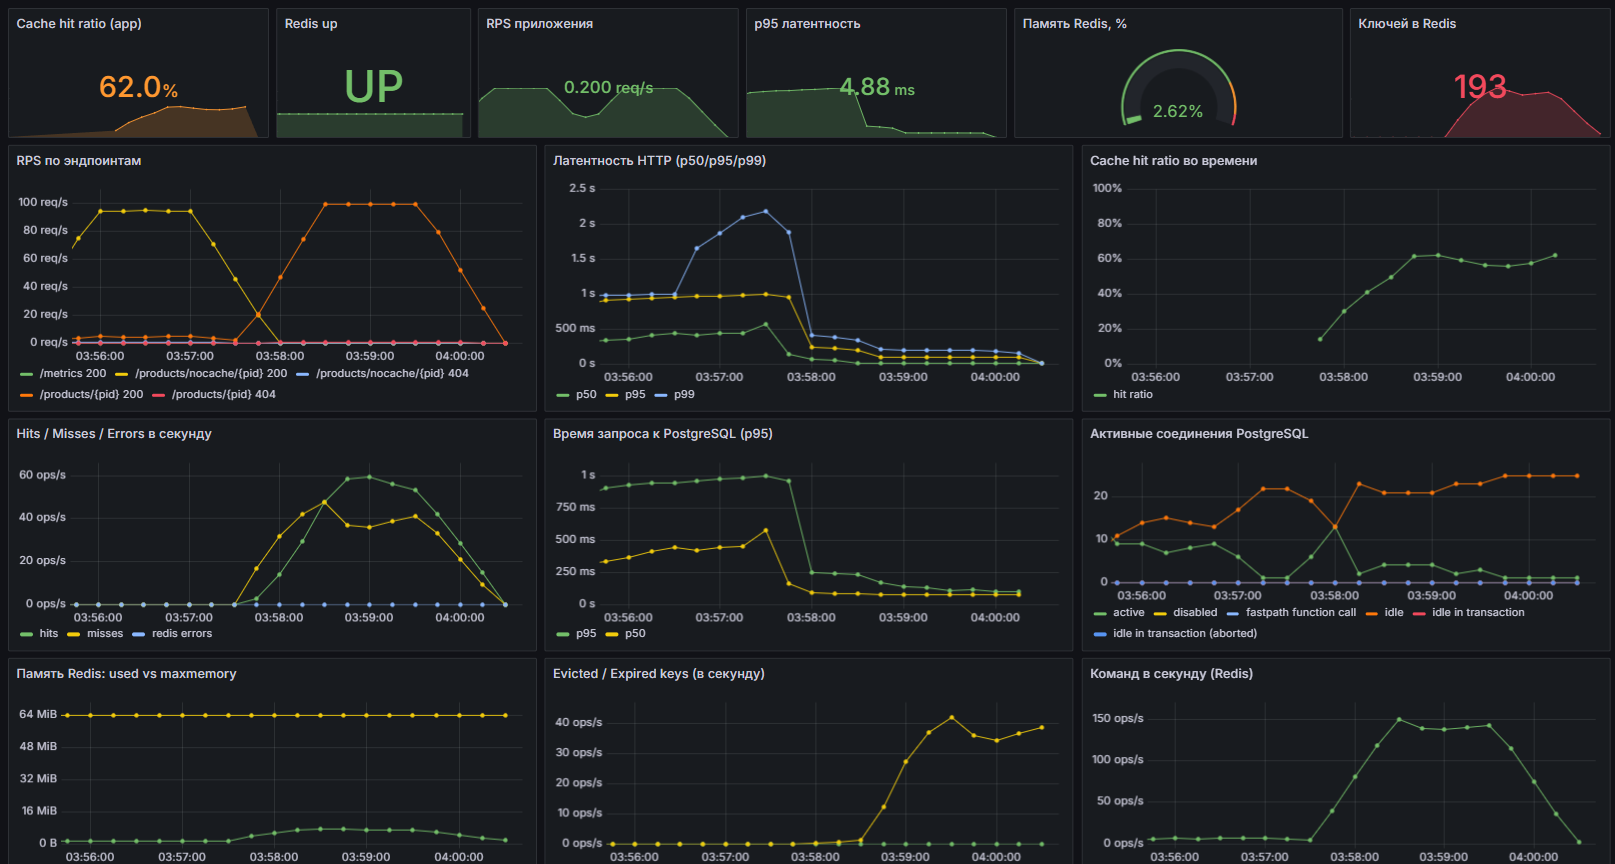 Cache hit ratio (app)
62.0%
Redis up
UP
RPS приложения
0.200 req/s
p95 латентность
4.88 ms
Память Redis, %
2.62%
Ключей в Redis
193
RPS по эндпоинтам
100 req/s
80 req/s
60 req/s
40 req/s
20 req/s
0 req/s
03:56:00 03:57:00 03:58:00 03:59:00 04:00:00
/metrics 200 /products/nocache/{pid} 200 /products/nocache/{pid} 404
/products/{pid} 200 /products/{pid} 404
Латентность HTTP (p50/p95/p99)
2.5 s
2 s
1.5 s
1 s
500 ms
0 s
03:56:00 03:57:00 03:58:00 03:59:00 04:00:00
p50 p95 p99
Cache hit ratio во времени
100%
80%
60%
40%
20%
0%
03:56:00 03:57:00 03:58:00 03:59:00 04:00:00
hit ratio
Hits / Misses / Errors в секунду
60 ops/s
40 ops/s
20 ops/s
0 ops/s
03:56:00 03:57:00 03:58:00 03:59:00 04:00:00
hits misses redis errors
Время запроса к PostgreSQL (p95)
1 s
750 ms
500 ms
250 ms
0 s
03:56:00 03:57:00 03:58:00 03:59:00 04:00:00
p95 p50
Активные соединения PostgreSQL
20
10
0
03:56:00 03:57:00 03:58:00 03:59:00 04:00:00
active disabled fastpath function call idle idle in transaction
idle in transaction (aborted)
Память Redis: used vs maxmemory
64 MiB
48 MiB
32 MiB
16 MiB
0 B
03:56:00 03:57:00 03:58:00 03:59:00 04:00:00
Evicted / Expired keys (в секунду)
40 ops/s
30 ops/s
20 ops/s
10 ops/s
0 ops/s
03:56:00 03:57:00 03:58:00 03:59:00 04:00:00
Команд в секунду (Redis)
150 ops/s
100 ops/s
50 ops/s
0 ops/s
03:56:00 03:57:00 03:58:00 03:59:00 04:00:00